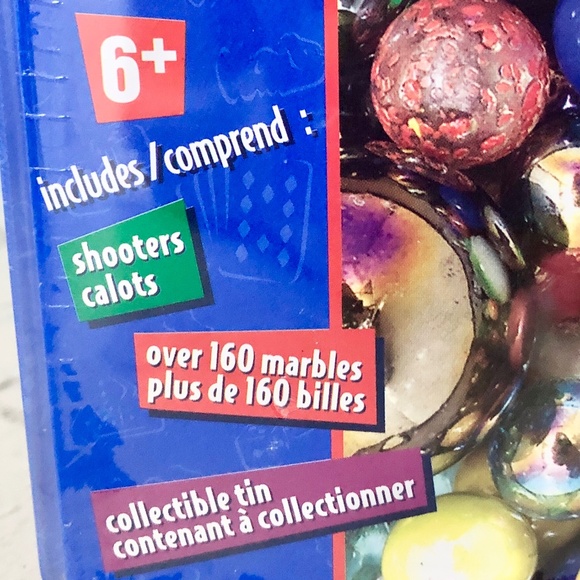 6+
includes / comprend :
shooters
calots
over 160 marbles
plus de 160 billes
collectible tin
contenant à collectionner